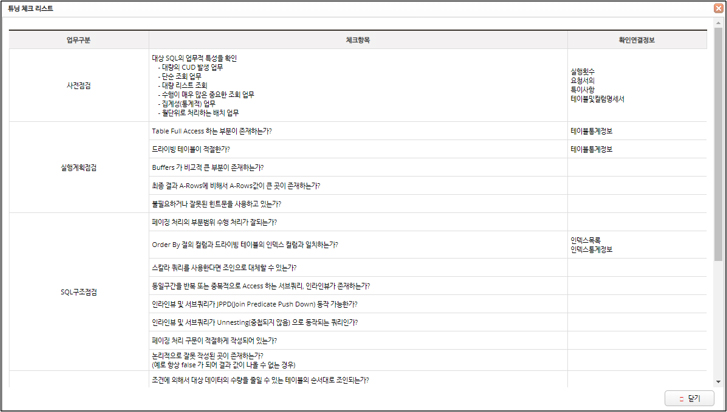 튜닝 체크 리스트
업무구분 체크항목 확인연결정보
사전점검
대상 SQL의 업무적 특성을 확인
- 대량의 CUD 발생 업무
- 단순 조회 업무
- 대량 리스트 조회
- 수행이 매우 많은 중요한 조회 업무
- 집계성(통계적) 업무
- 월단위로 처리하는 배치 업무
실행횟수
요청서의
특이사항
테이블및컬럼명세서
실행계획점검
Table Full Access 하는 부분이 존재하는가? 테이블통계정보
드라이빙 테이블이 적절한가? 테이블통계정보
Buffers 가 비교적 큰 부분이 존재하는가?
최종 결과 A-Rows에 비해서 A-Rows값이 큰 곳이 존재하는가?
불필요하거나 잘못된 힌트문을 사용하고 있는가?
SQL구조점검
페이징 처리의 부분범위 수행 처리가 잘되는가?
Order By 절의 컬럼과 드라이빙 테이블의 인덱스 컬럼과 일치하는가?
인덱스목록
인덱스통계정보
스칼라 쿼리를 사용한다면 조인으로 대체할 수 있는가?
동일구간을 반복 또는 중복적으로 Access 하는 서브쿼리, 인라인뷰가 존재하는가?
인라인뷰 및 서브쿼리가 JPPD(Join Predicate Push Down) 동작 가능한가?
인라인뷰 및 서브쿼리가 Unnesting(중첩되지 않음) 으로 동작되는 쿼리인가?
페이징 처리 구문이 적절하게 작성되어 있는가?
논리적으로 잘못 작성된 곳이 존재하는가?
(예로 항상 false 가 되어 결과 값이 나올 수 없는 경우)
조건에 의해서 대상 데이터의 수량을 줄일 수 있는 테이블의 순서대로 조인되는가?
닫기